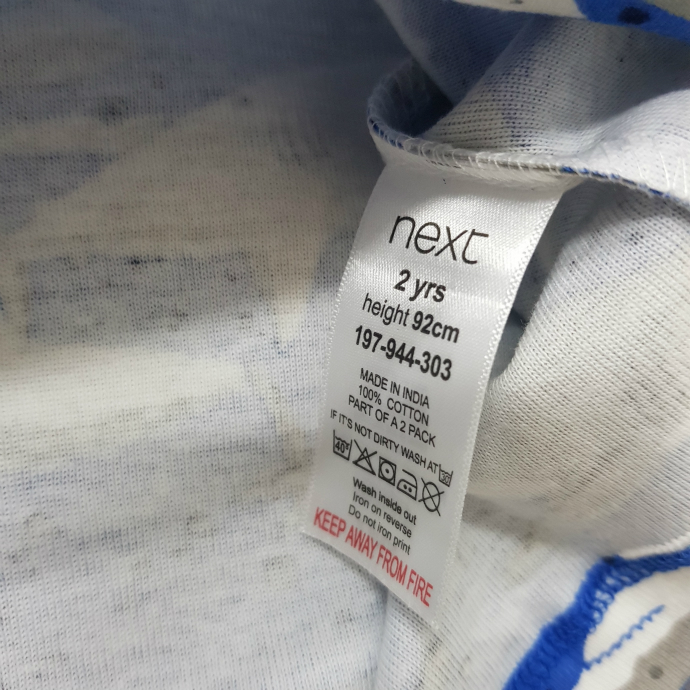 next
2 yrs
height 92cm
197-944-303
MADE IN INDIA
100% COTTON
PART OF A 2 PACK
IF IT'S NOT DIRTY WASH AT 30°
40°
Wash inside out
Iron on reverse
Do not iron print
KEEP AWAY FROM FIRE